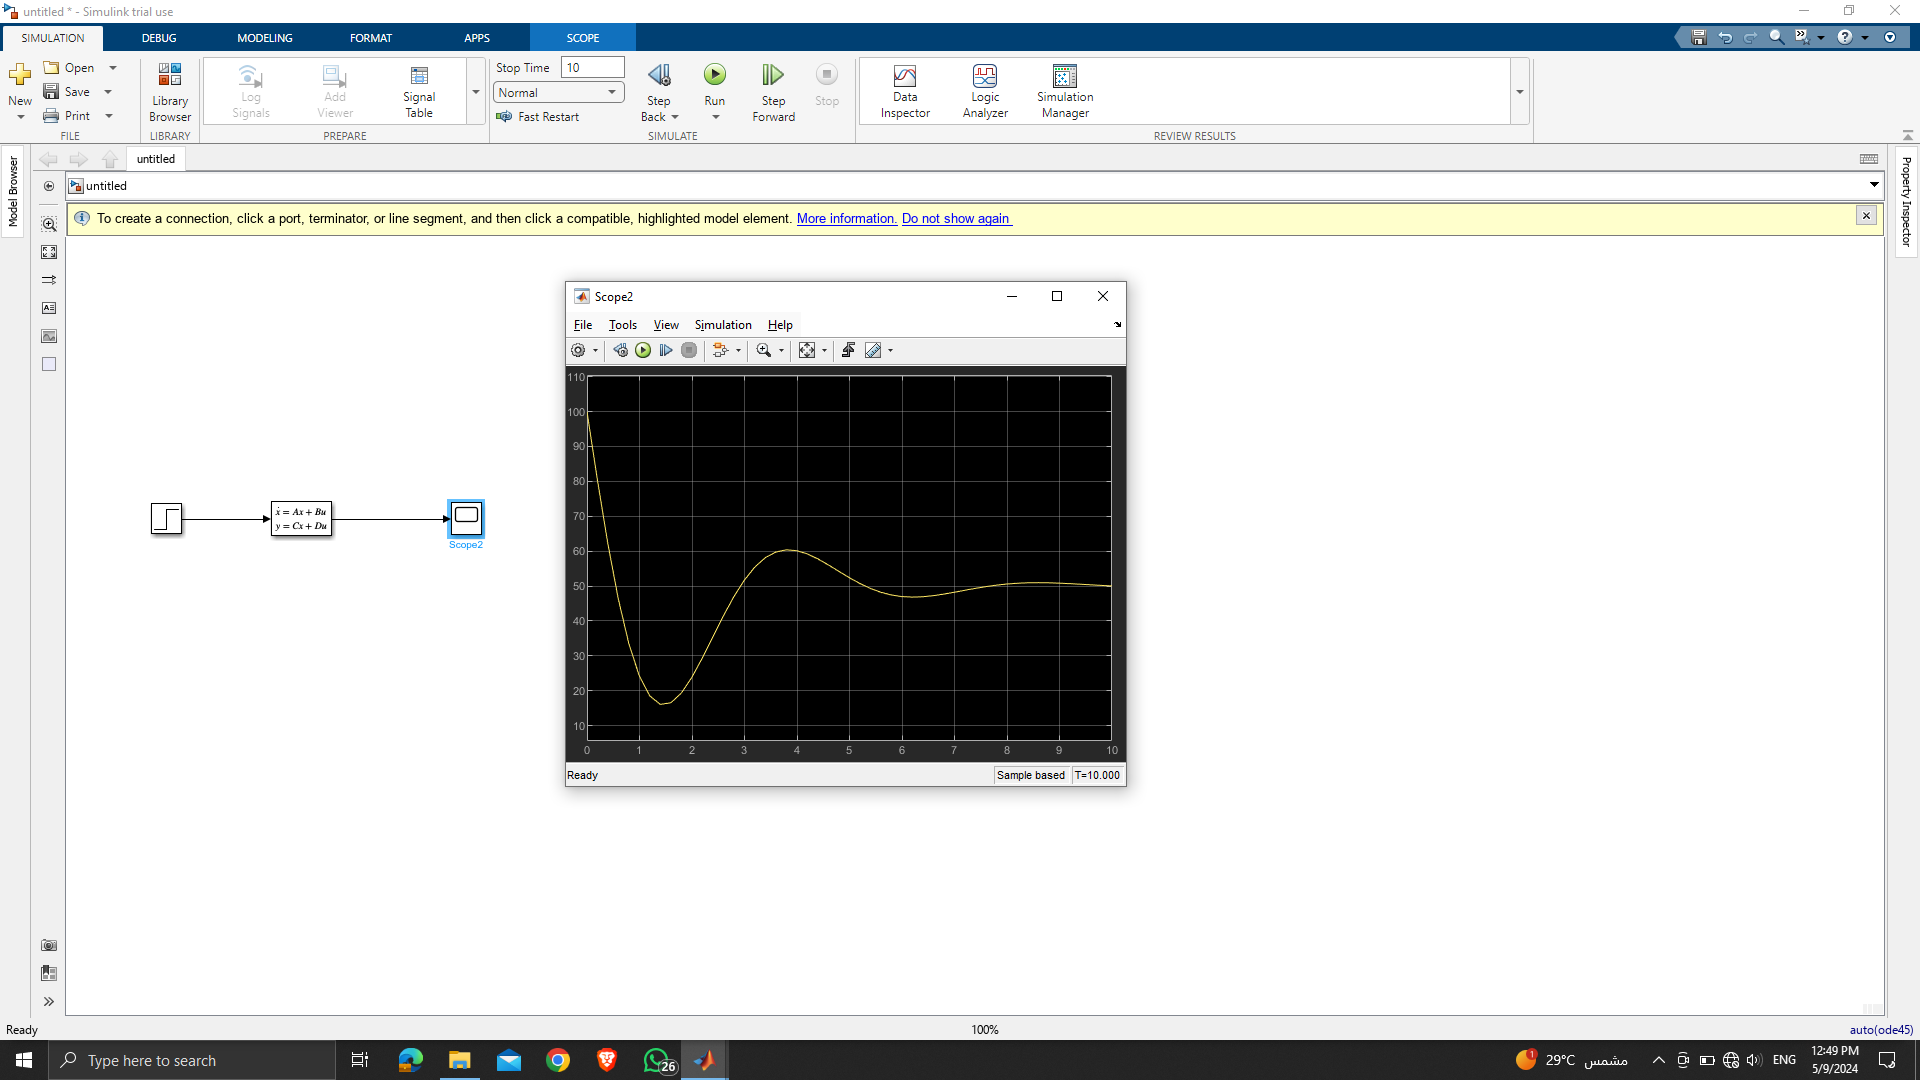 untitled * - Simulink trial use
SIMULATION DEBUG MODELING FORMAT APPS SCOPE
New
Open
Save
Print
FILE
Library Browser
LIBRARY
Log Signals
Add Viewer
Signal Table
PREPARE
Stop Time 10
Normal
Fast Restart
Step Back
Run
Step Forward
Stop
SIMULATE
Data Inspector
Logic Analyzer
Simulation Manager
REVIEW RESULTS
Model Browser
Property Inspector
untitled
untitled
To create a connection, click a port, terminator, or line segment, and then click a compatible, highlighted model element. More information. Do not show again
ẋ = Ax + Bu
y = Cx + Du
Scope2
Scope2
File Tools View Simulation Help
110
100
90
80
70
60
50
40
30
20
10
0 1 2 3 4 5 6 7 8 9 10
Ready Sample based T=10.000
Ready 100% auto(ode45)
Type here to search
26
1
29°C مشمس
ENG
12:49 PM
5/9/2024